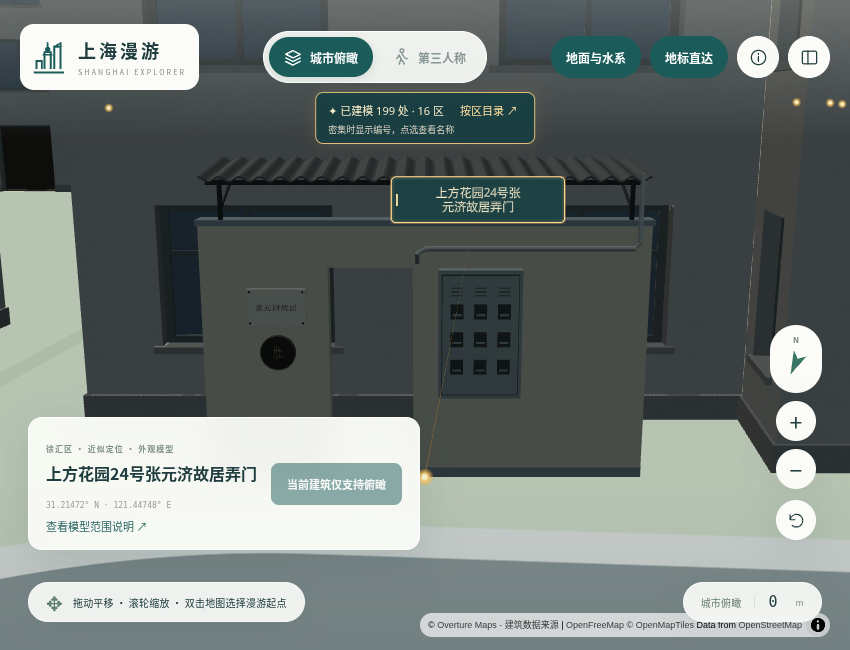 上海漫游
SHANGHAI EXPLORER
城市俯瞰
第三人称
地面与水系
地标直达
✦ 已建模 199 处 · 16 区 按区目录 ↗
密集时显示编号，点选查看名称
上方花园24号张
元济故居弄门
张元济故居
N
徐汇区 · 近似定位 · 外观模型
上方花园24号张元济故居弄门
当前建筑仅支持俯瞰
31.21472° N · 121.44748° E
查看模型范围说明 ↗
+
−
拖动平移 · 滚轮缩放 · 双击地图选择漫游起点
城市俯瞰 0 m
© Overture Maps · 建筑数据来源 | OpenFreeMap © OpenMapTiles Data from OpenStreetMap